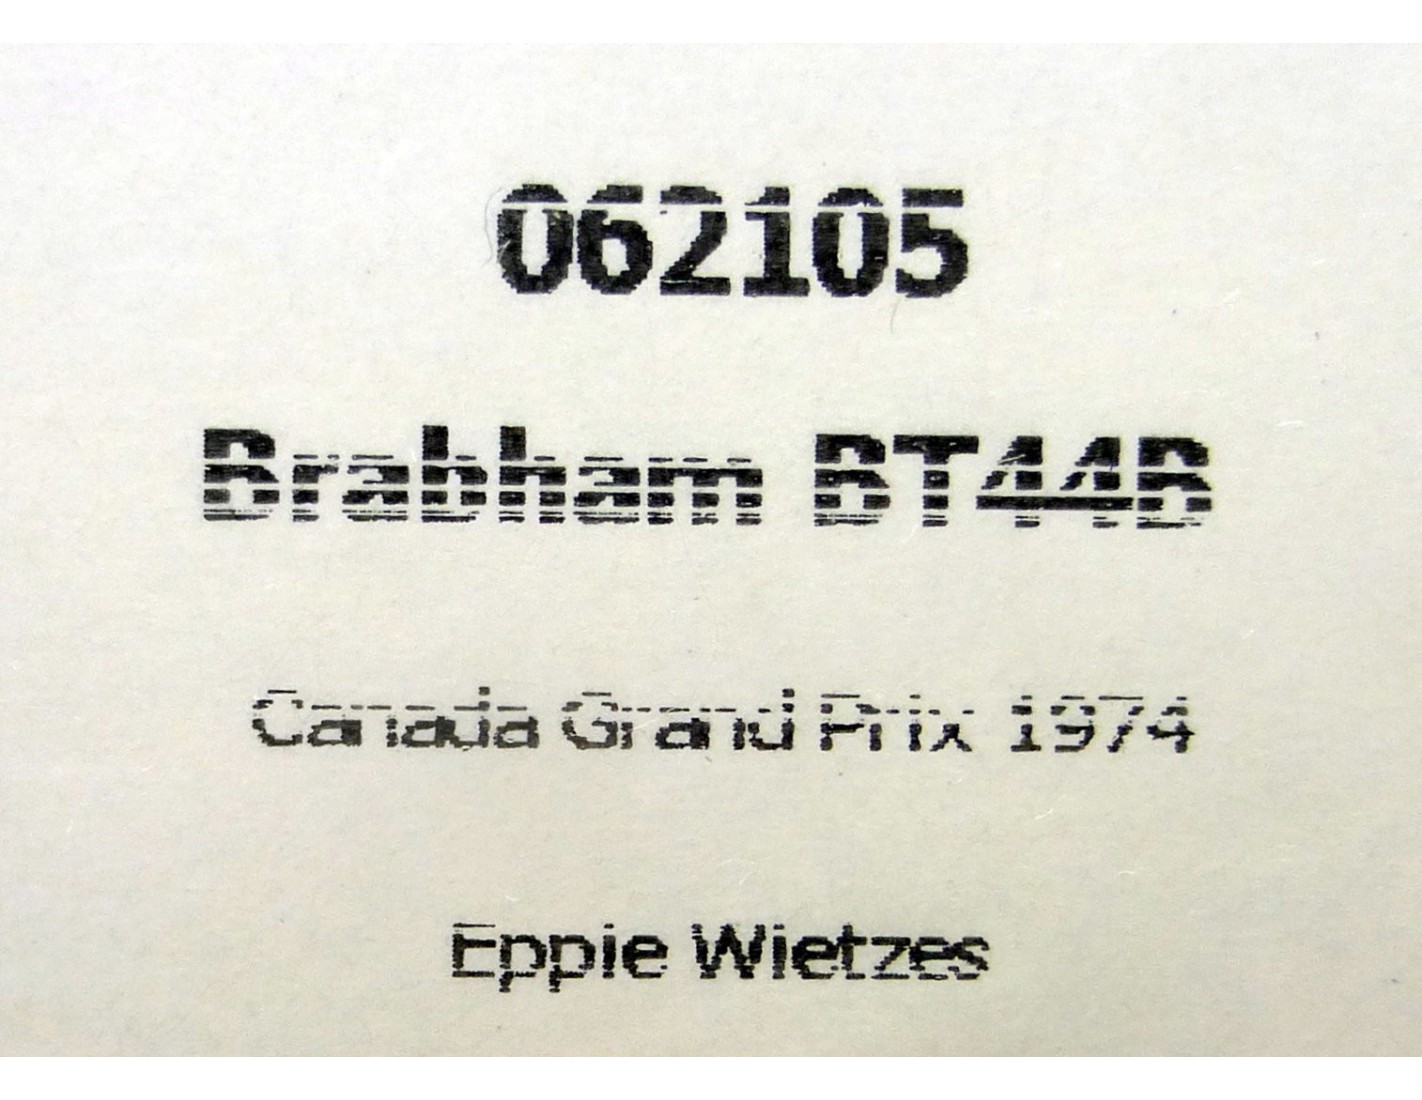 062105
Brabham BT44B
Canada Grand Prix 1974
Eppie Wietzes